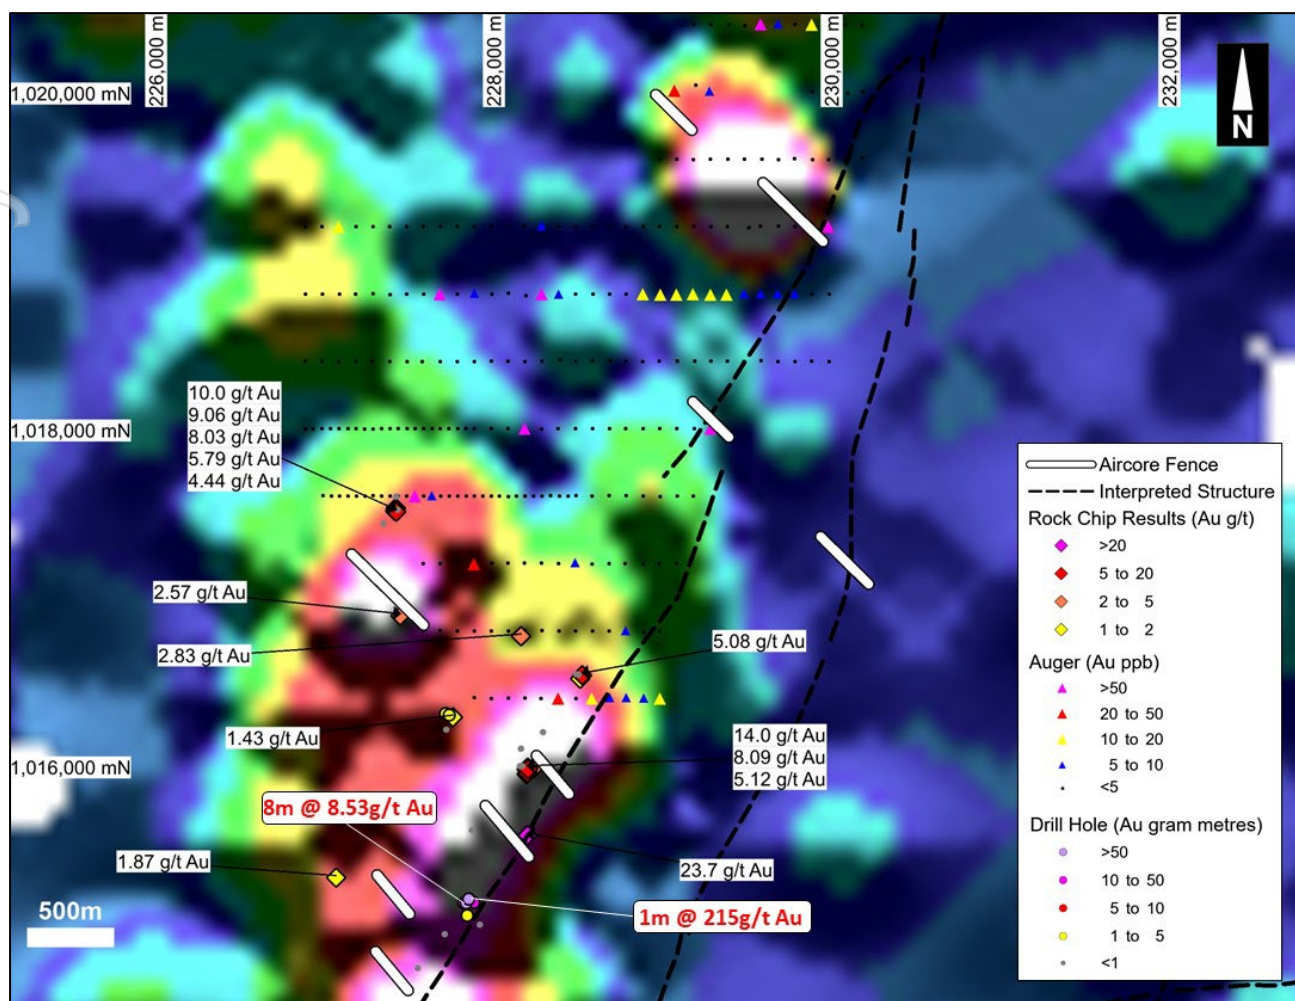 226,000 m
228,000 m
230,000 m
232,000 m
N
1,020,000 mN
10.0 g/t Au
9.06 g/t Au
8.03 g/t Au
5.79 g/t Au
4.44 g/t Au
1,018,000 mN
2.57 g/t Au
2.83 g/t Au
5.08 g/t Au
1.43 g/t Au
14.0 g/t Au
8.09 g/t Au
5.12 g/t Au
1,016,000 mN
8m @ 8.53g/t Au
1.87 g/t Au
23.7 g/t Au
500m
1m @ 215g/t Au
Aircore Fence
Interpreted Structure
Rock Chip Results (Au g/t)
>20
5 to 20
2 to 5
1 to 2
Auger (Au ppb)
>50
20 to 50
10 to 20
5 to 10
<5
Drill Hole (Au gram metres)
>50
10 to 50
5 to 10
1 to 5
<1